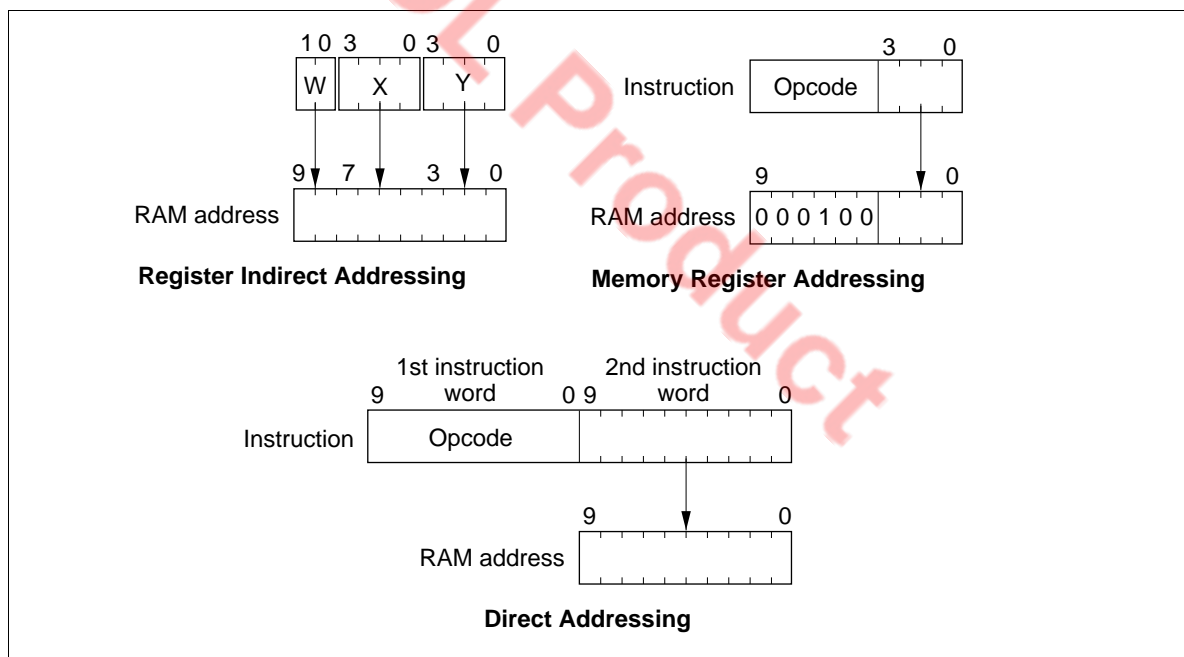 1 0 3 0 3 0
W X Y
9 7 3 0
RAM address
Register Indirect Addressing
3 0
Instruction Opcode
9 0
RAM address 0 0 0 1 0 0
Memory Register Addressing
1st instruction word
2nd instruction word
9 0 9 0
Instruction Opcode
9 0
RAM address
Direct Addressing
L Product